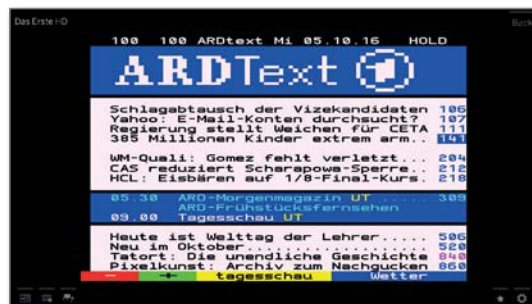 Das Erste HD
Back
100 100 ARDtext Mi 05.10.16 HOLD
ARDText 1
Schlagabtausch der Vizekandidaten 106
Yahoo: E-Mail-Konten durchsucht? 107
Regierung stellt Weichen für CETA 111
385 Millionen Kinder extrem arm.. 141
WM-Quali: Gomez fehlt verletzt... 204
CAS reduziert Scharapowa-Sperre.. 212
HCL: Eisbären auf 1/8-Final-Kurs. 218
05.30 ARD-Morgenmagazin UT ..... 309
ARD-Frühstücksfernsehen
09.00 Tagesschau UT
Heute ist Welttag der Lehrer..... 506
Neu im Oktober................... 520
Tatort: Die unendliche Geschichte 840
Pixelkunst: Archiv zum Nachgucken 860
- + tagesschau Wetter